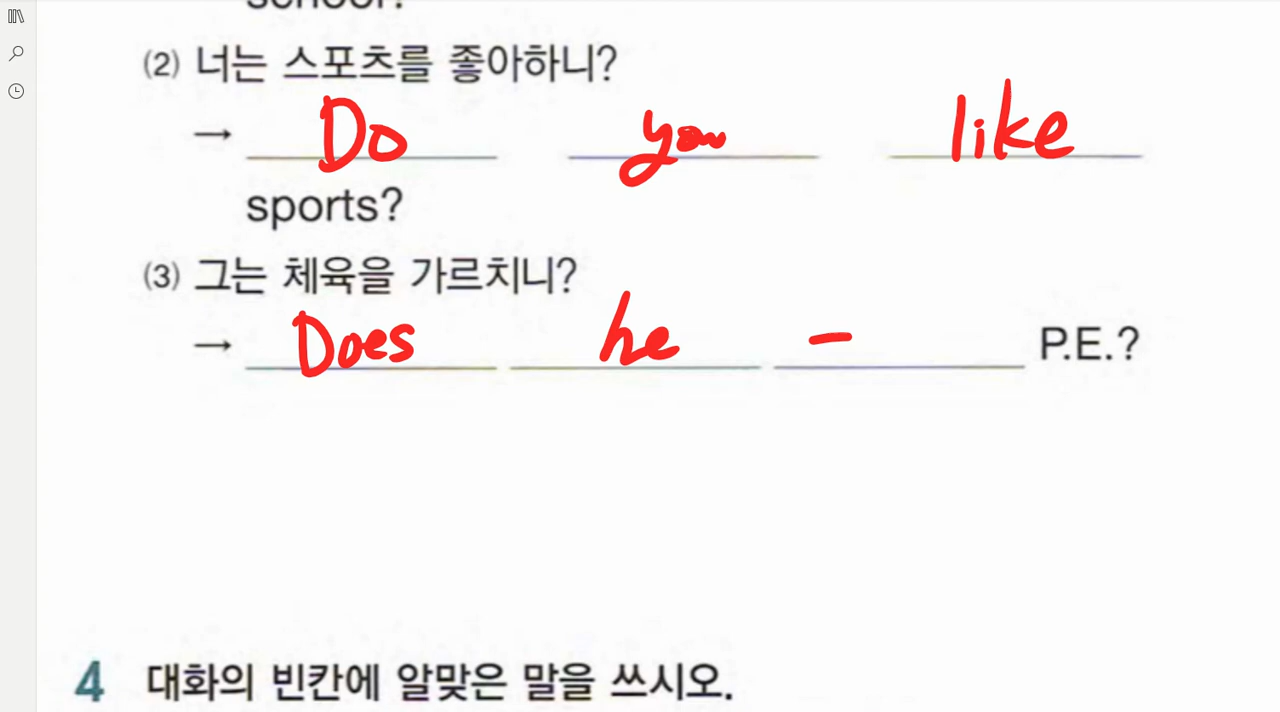 school?
(2) 너는 스포츠를 좋아하니?
→ Do you like
sports?
(3) 그는 체육을 가르치니?
→ Does he – P.E.?
4 대화의 빈칸에 알맞은 말을 쓰시오.